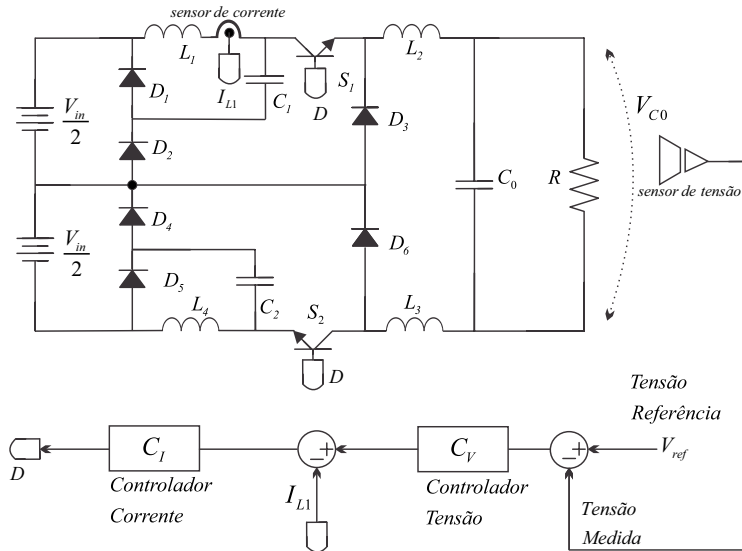 sensor de corrente
L1
IL1
C1
S1
D
L2
D1
Vin
2
D2
D3
VC0
C0
R
sensor de tensão
D4
Vin
2
D5
D6
C2
L4
S2
L3
D
Tensão
Referência
Vref
D
CI
Controlador
Corrente
IL1
− +
CV
Controlador
Tensão
− +
Tensão
Medida